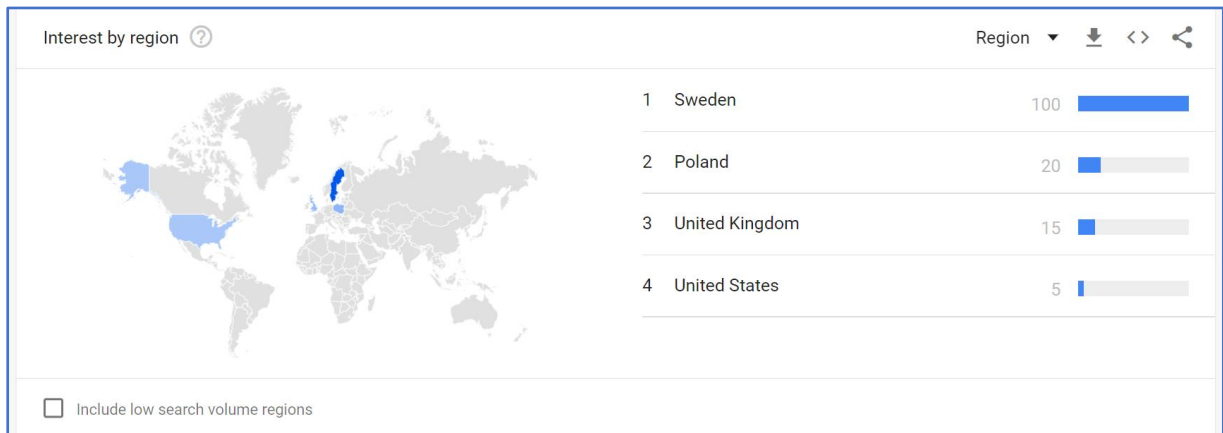 Interest by region
Region
1 Sweden 100
2 Poland 20
3 United Kingdom 15
4 United States 5
Include low search volume regions